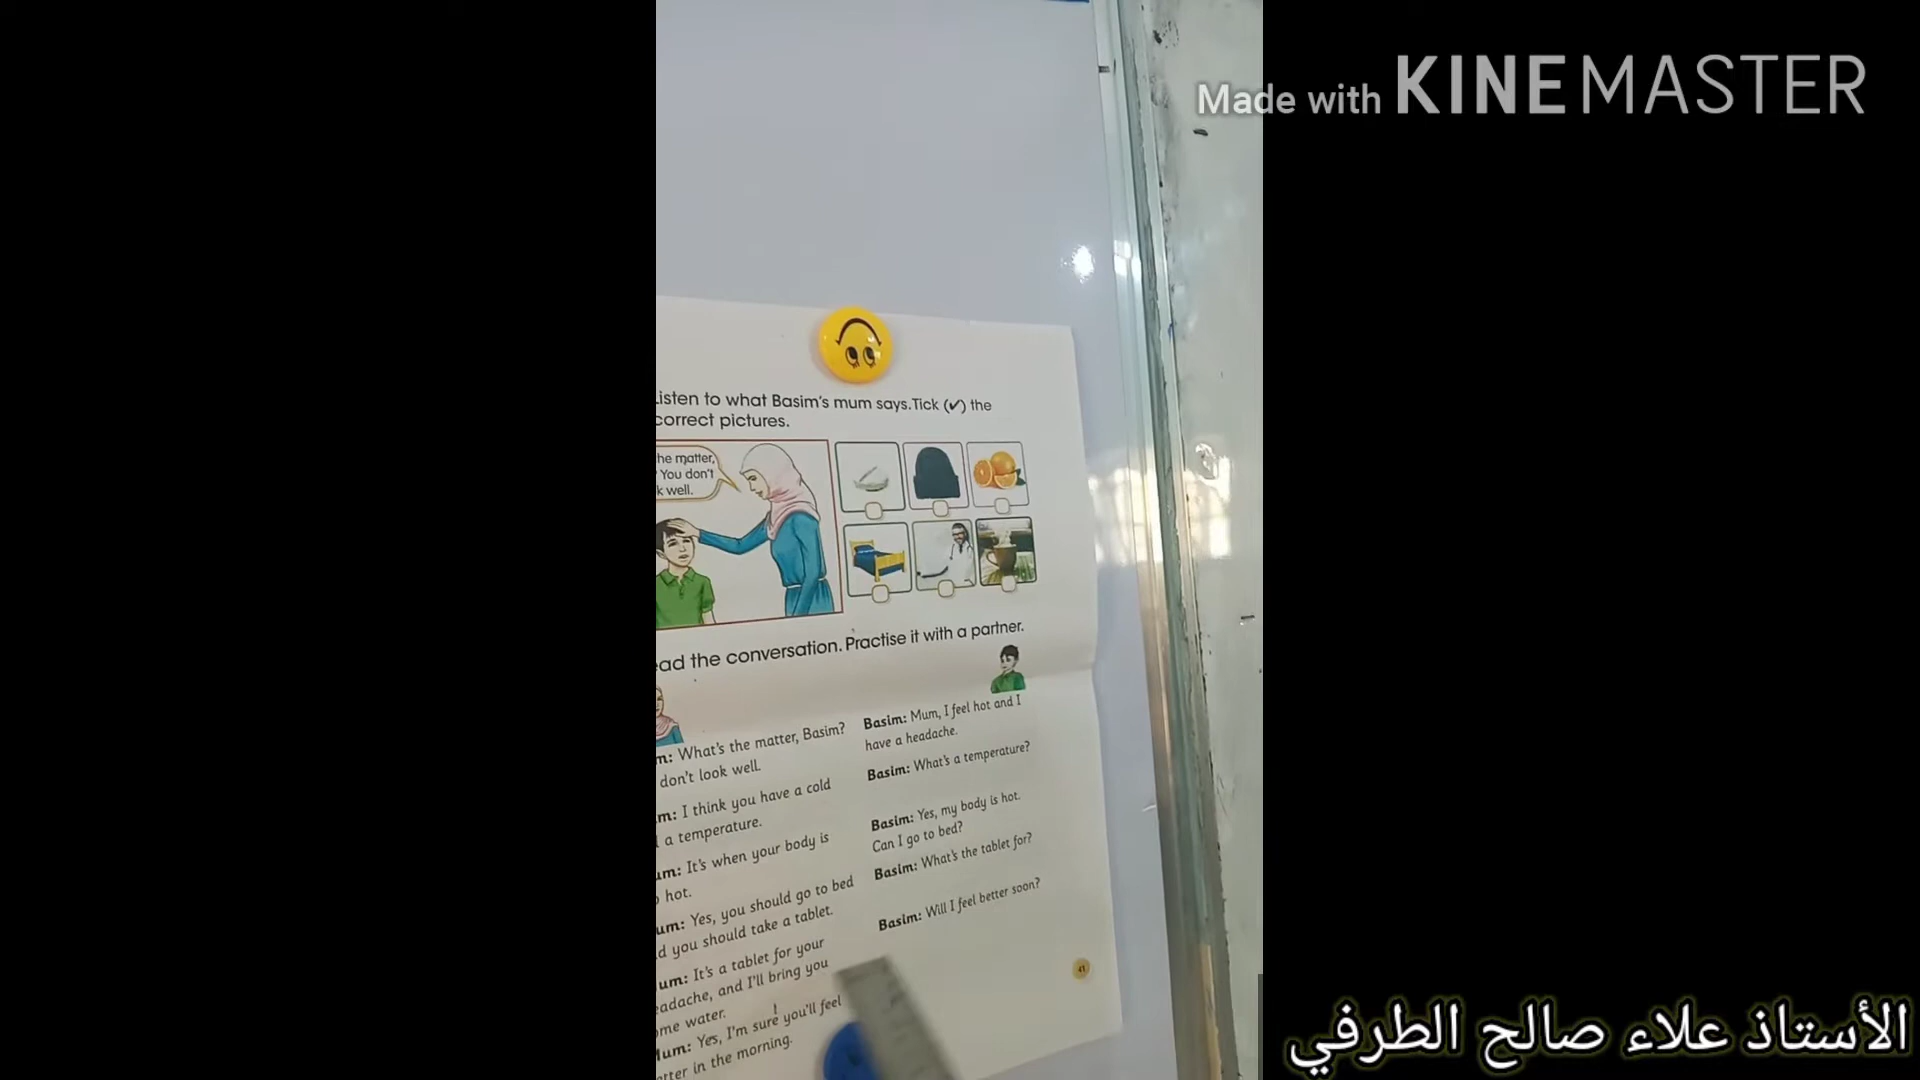 Made with KINEMASTER
isten to what Basim's mum says. Tick (✔) the
correct pictures.
he matter,
You don't
k well.
ad the conversation. Practise it with a partner.
m: What's the matter, Basim?
don't look well.
m: I think you have a cold
a temperature.
um: It's when your body is
hot.
um: Yes, you should go to bed
d you should take a tablet.
um: It's a tablet for your
eadache, and I'll bring you
me water.
Mum: Yes, I'm sure you'll feel
tter in the morning.
Basim: Mum, I feel hot and I
have a headache.
Basim: What's a temperature?
Basim: Yes, my body is hot.
Can I go to bed?
Basim: What's the tablet for?
Basim: Will I feel better soon?
41
الأستاذ علاء صالح الطرفي